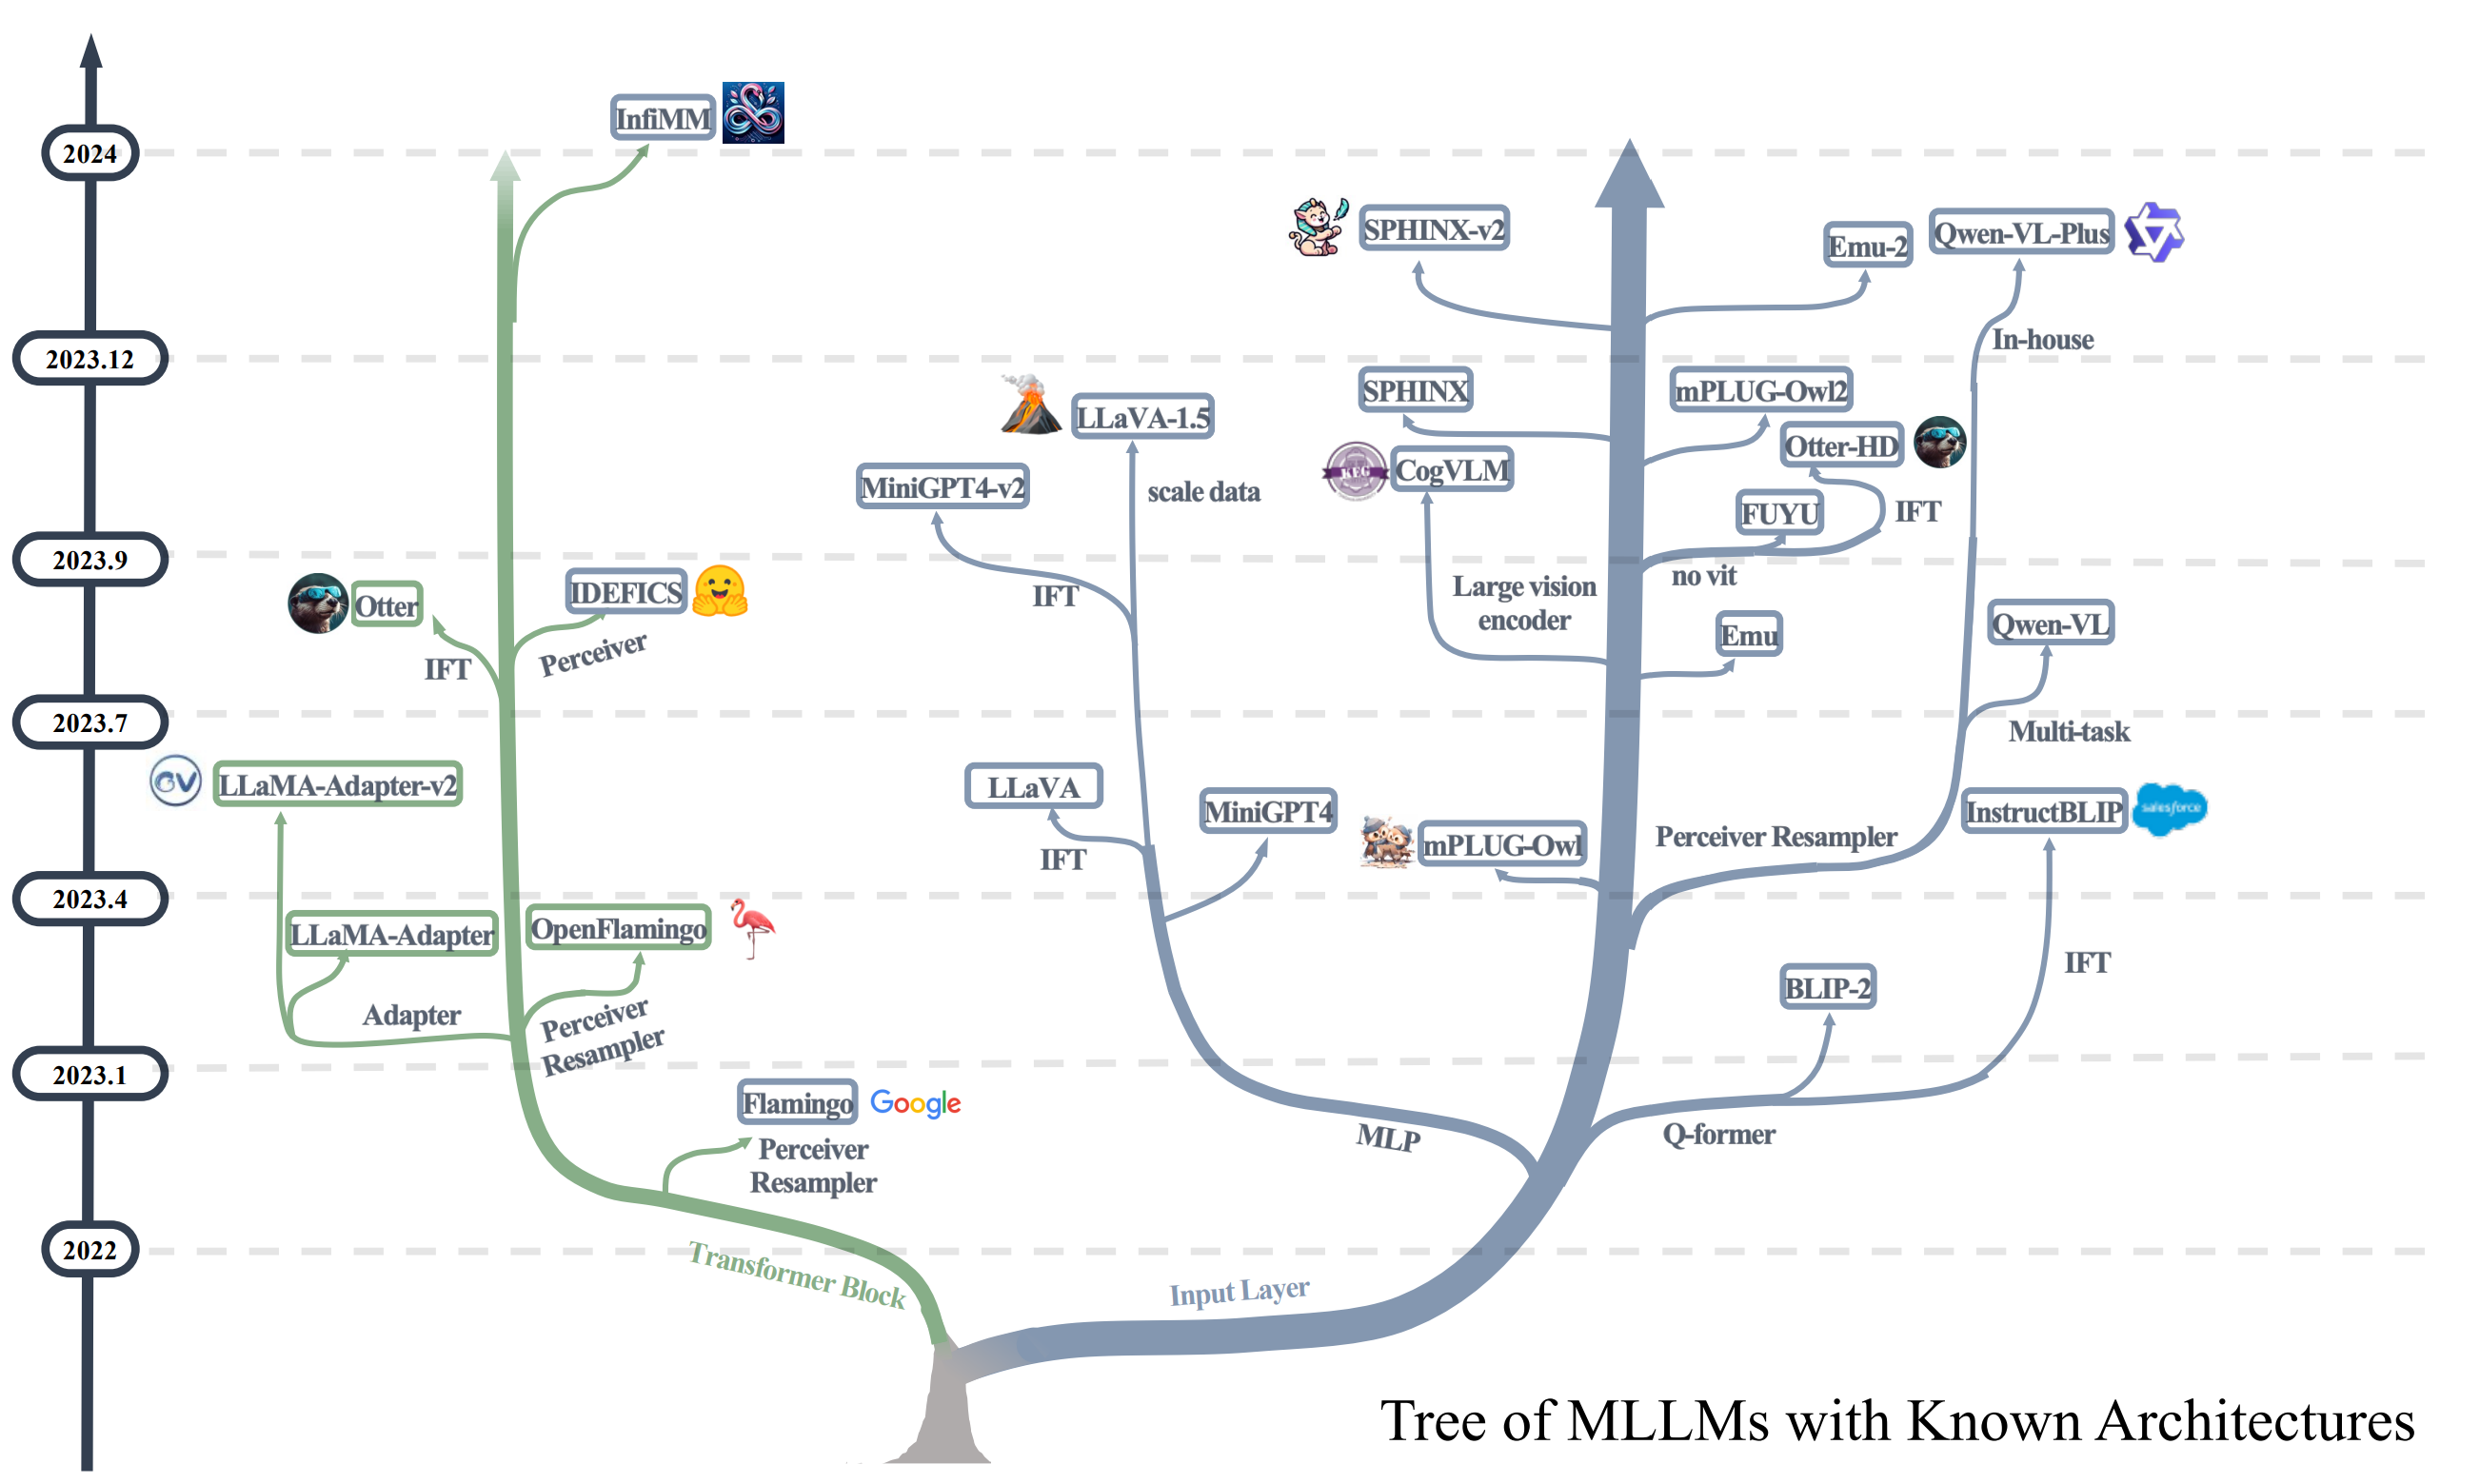 InfiMM
2024
SPHINX-v2
Emu-2
Qwen-VL-Plus
In-house
2023.12
SPHINX
mPLUG-Owl2
LLaVA-1.5
Otter-HD
CogVLM
KEG
MiniGPT4-v2
scale data
FUYU
IFT
2023.9
no vit
Large vision
encoder
IFT
IDEFICS
Otter
Perceiver
IFT
Emu
Qwen-VL
2023.7
Multi-task
GV
LLaMA-Adapter-v2
LLaVA
MiniGPT4
InstructBLIP
salesforce
IFT
mPLUG-Owl
Perceiver Resampler
2023.4
LLaMA-Adapter
OpenFlamingo
IFT
BLIP-2
Adapter
Perceiver
Resampler
2023.1
Flamingo
Google
Perceiver
Resampler
MLP
Q-former
2022
Transformer Block
Input Layer
Tree of MLLMs with Known Architectures